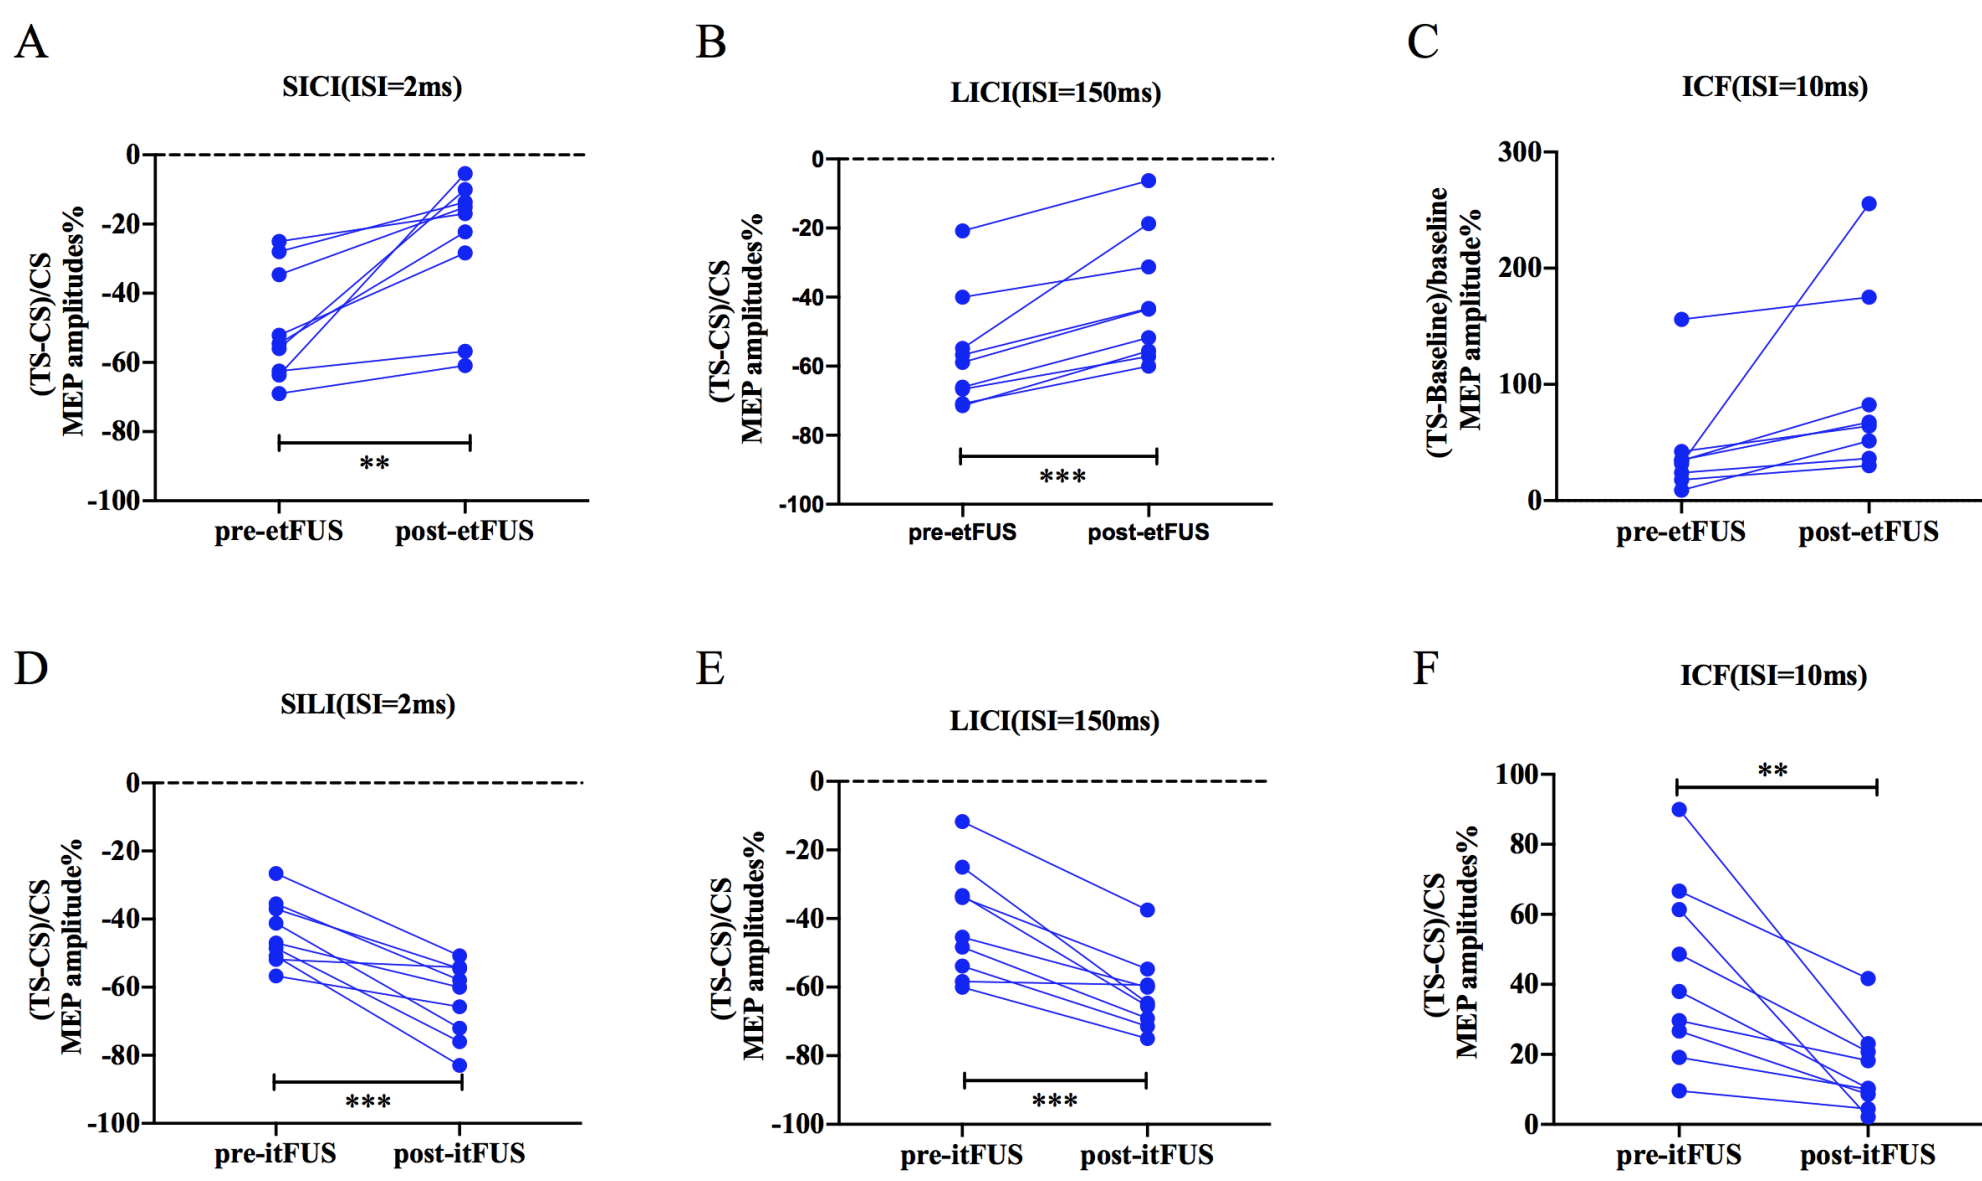 A
SICI(ISI=2ms)
(TS-CS)/CS
MEP amplitudes%
0
-20
-40
-60
-80
-100
**
pre-etFUS
post-etFUS
B
LICI(ISI=150ms)
(TS-CS)/CS
MEP amplitudes%
0
-20
-40
-60
-80
-100
***
pre-etFUS
post-etFUS
C
ICF(ISI=10ms)
(TS-Baseline)/baseline
MEP amplitude%
300
200
100
0
pre-etFUS
post-etFUS
D
SILI(ISI=2ms)
(TS-CS)/CS
MEP amplitude%
0
-20
-40
-60
-80
-100
***
pre-itFUS
post-itFUS
E
LICI(ISI=150ms)
(TS-CS)/CS
MEP amplitudes%
0
-20
-40
-60
-80
-100
***
pre-itFUS
post-itFUS
F
ICF(ISI=10ms)
(TS-CS)/CS
MEP amplitudes%
100
80
60
40
20
0
**
pre-itFUS
post-itFUS